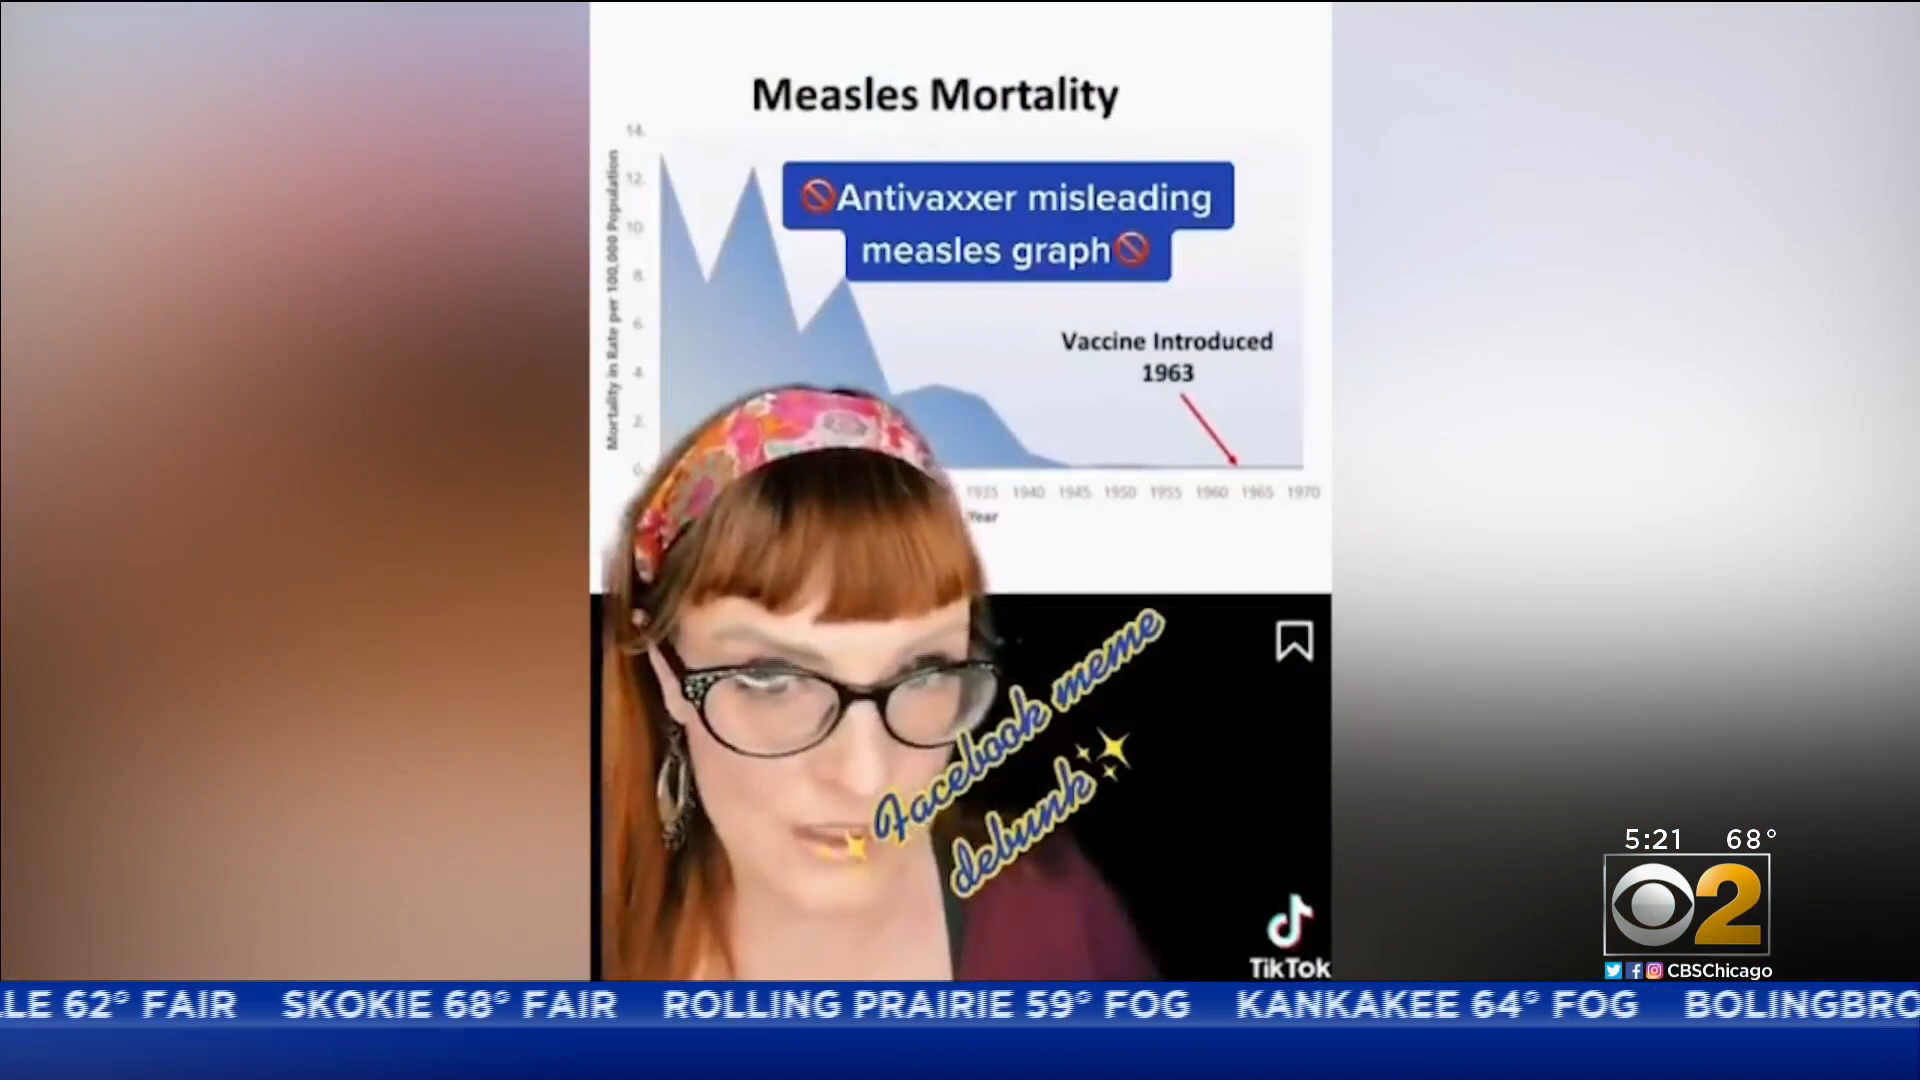 Measles Mortality
14
12
10
8
6
4
2
0
Mortality in Rate per 100,000 Population
🚫Antivaxxer misleading
measles graph🚫
Vaccine Introduced
1963
1935 1940 1945 1950 1955 1960 1965 1970
Year
Facebook meme
debunk
TikTok
5:21 68°
2
CBSChicago
LLE 62° FAIR SKOKIE 68° FAIR ROLLING PRAIRIE 59° FOG KANKAKEE 64° FOG BOLINGBRO